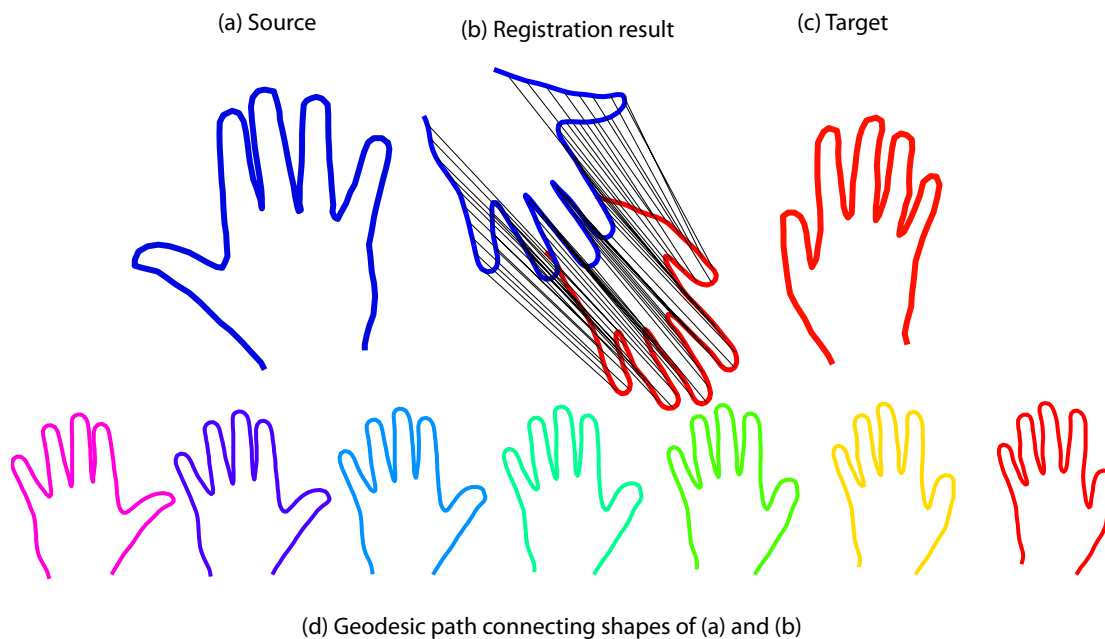 (a) Source
(b) Registration result
(c) Target
(d) Geodesic path connecting shapes of (a) and (b)